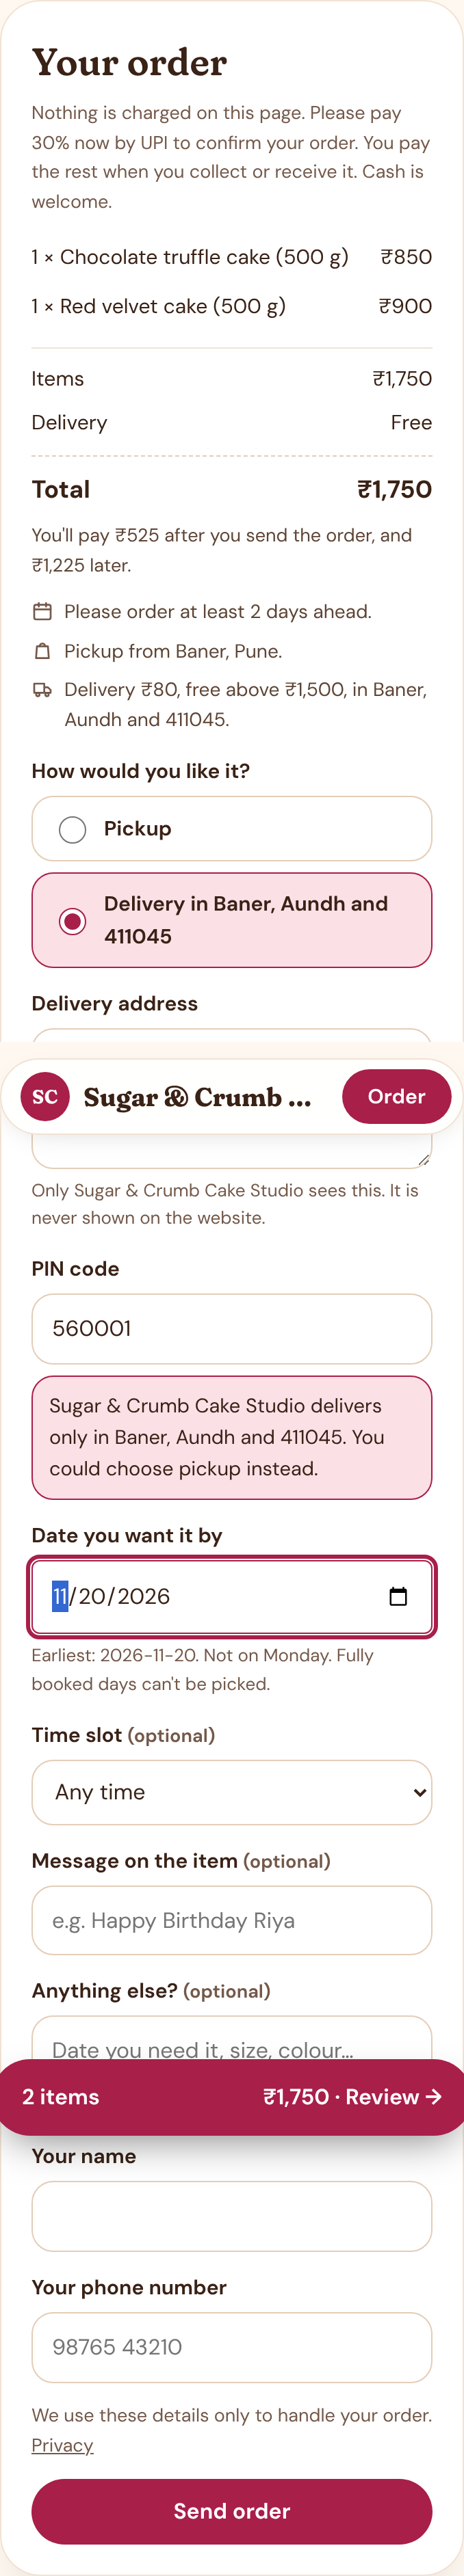 Your order
Nothing is charged on this page. Please pay
30% now by UPI to confirm your order. You pay
the rest when you collect or receive it. Cash is
welcome.
1 × Chocolate truffle cake (500 g) ₹850
1 × Red velvet cake (500 g) ₹900
Items ₹1,750
Delivery Free
Total ₹1,750
You'll pay ₹525 after you send the order, and
₹1,225 later.
Please order at least 2 days ahead.
Pickup from Baner, Pune.
Delivery ₹80, free above ₹1,500, in Baner,
Aundh and 411045.
How would you like it?
Pickup
Delivery in Baner, Aundh and
411045
Delivery address
SC Sugar & Crumb ... Order
Only Sugar & Crumb Cake Studio sees this. It is
never shown on the website.
PIN code
560001
Sugar & Crumb Cake Studio delivers
only in Baner, Aundh and 411045. You
could choose pickup instead.
Date you want it by
11/20/2026
Earliest: 2026-11-20. Not on Monday. Fully
booked days can't be picked.
Time slot (optional)
Any time
Message on the item (optional)
e.g. Happy Birthday Riya
Anything else? (optional)
Date you need it, size, colour...
2 items ₹1,750 · Review →
Your name
Your phone number
98765 43210
We use these details only to handle your order.
Privacy
Send order